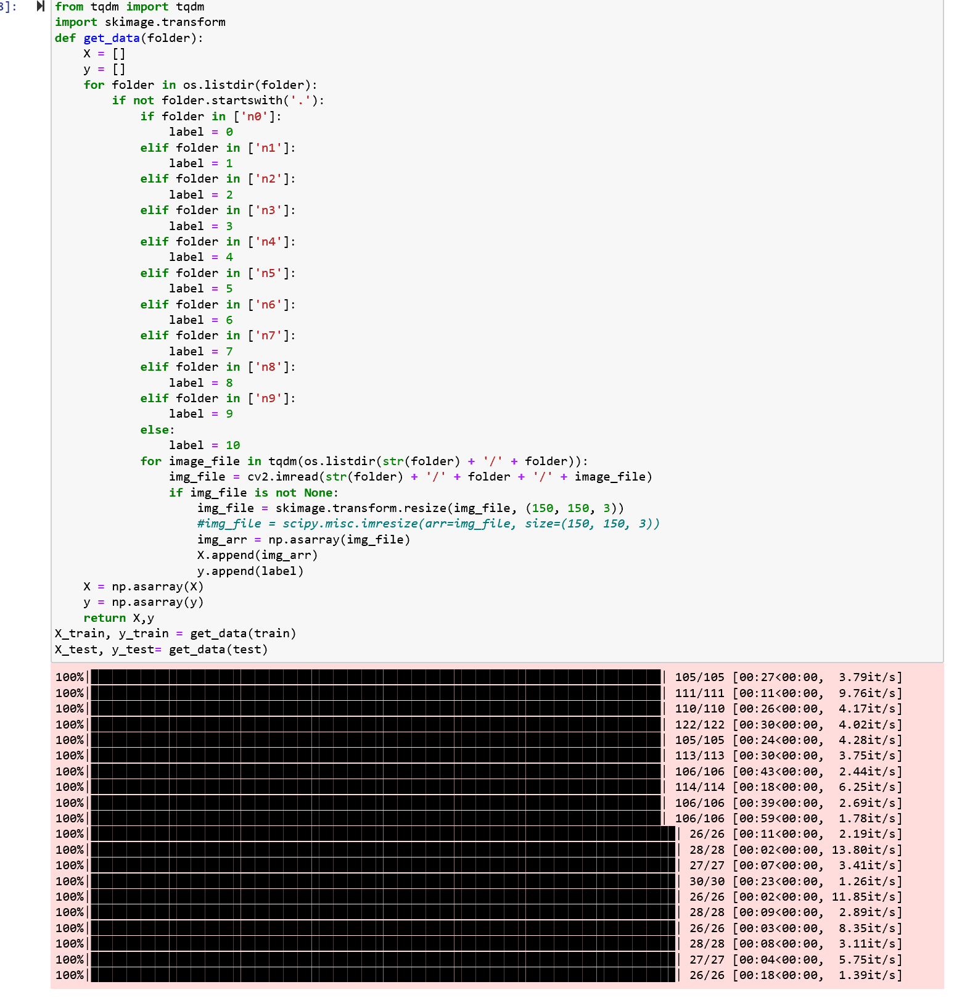 3]:
from tqdm import tqdm
import skimage.transform
def get_data(folder):
    X = []
    y = []
    for folder in os.listdir(folder):
        if not folder.startswith('.'):
            if folder in ['n0']:
                label = 0
            elif folder in ['n1']:
                label = 1
            elif folder in ['n2']:
                label = 2
            elif folder in ['n3']:
                label = 3
            elif folder in ['n4']:
                label = 4
            elif folder in ['n5']:
                label = 5
            elif folder in ['n6']:
                label = 6
            elif folder in ['n7']:
                label = 7
            elif folder in ['n8']:
                label = 8
            elif folder in ['n9']:
                label = 9
            else:
                label = 10
            for image_file in tqdm(os.listdir(str(folder) + '/' + folder)):
                img_file = cv2.imread(str(folder) + '/' + folder + '/' + image_file)
                if img_file is not None:
                    img_file = skimage.transform.resize(img_file, (150, 150, 3))
                    #img_file = scipy.misc.imresize(arr=img_file, size=(150, 150, 3))
                    img_arr = np.asarray(img_file)
                    X.append(img_arr)
                    y.append(label)
    X = np.asarray(X)
    y = np.asarray(y)
    return X,y
X_train, y_train = get_data(train)
X_test, y_test= get_data(test)
100%| | 105/105 [00:27<00:00,  3.79it/s]
100%| | 111/111 [00:11<00:00,  9.76it/s]
100%| | 110/110 [00:26<00:00,  4.17it/s]
100%| | 122/122 [00:30<00:00,  4.02it/s]
100%| | 105/105 [00:24<00:00,  4.28it/s]
100%| | 113/113 [00:30<00:00,  3.75it/s]
100%| | 106/106 [00:43<00:00,  2.44it/s]
100%| | 114/114 [00:18<00:00,  6.25it/s]
100%| | 106/106 [00:39<00:00,  2.69it/s]
100%| | 106/106 [00:59<00:00,  1.78it/s]
100%| | 26/26 [00:11<00:00,  2.19it/s]
100%| | 28/28 [00:02<00:00, 13.80it/s]
100%| | 27/27 [00:07<00:00,  3.41it/s]
100%| | 30/30 [00:23<00:00,  1.26it/s]
100%| | 26/26 [00:02<00:00, 11.85it/s]
100%| | 28/28 [00:09<00:00,  2.89it/s]
100%| | 26/26 [00:03<00:00,  8.35it/s]
100%| | 28/28 [00:08<00:00,  3.11it/s]
100%| | 27/27 [00:04<00:00,  5.75it/s]
100%| | 26/26 [00:18<00:00,  1.39it/s]